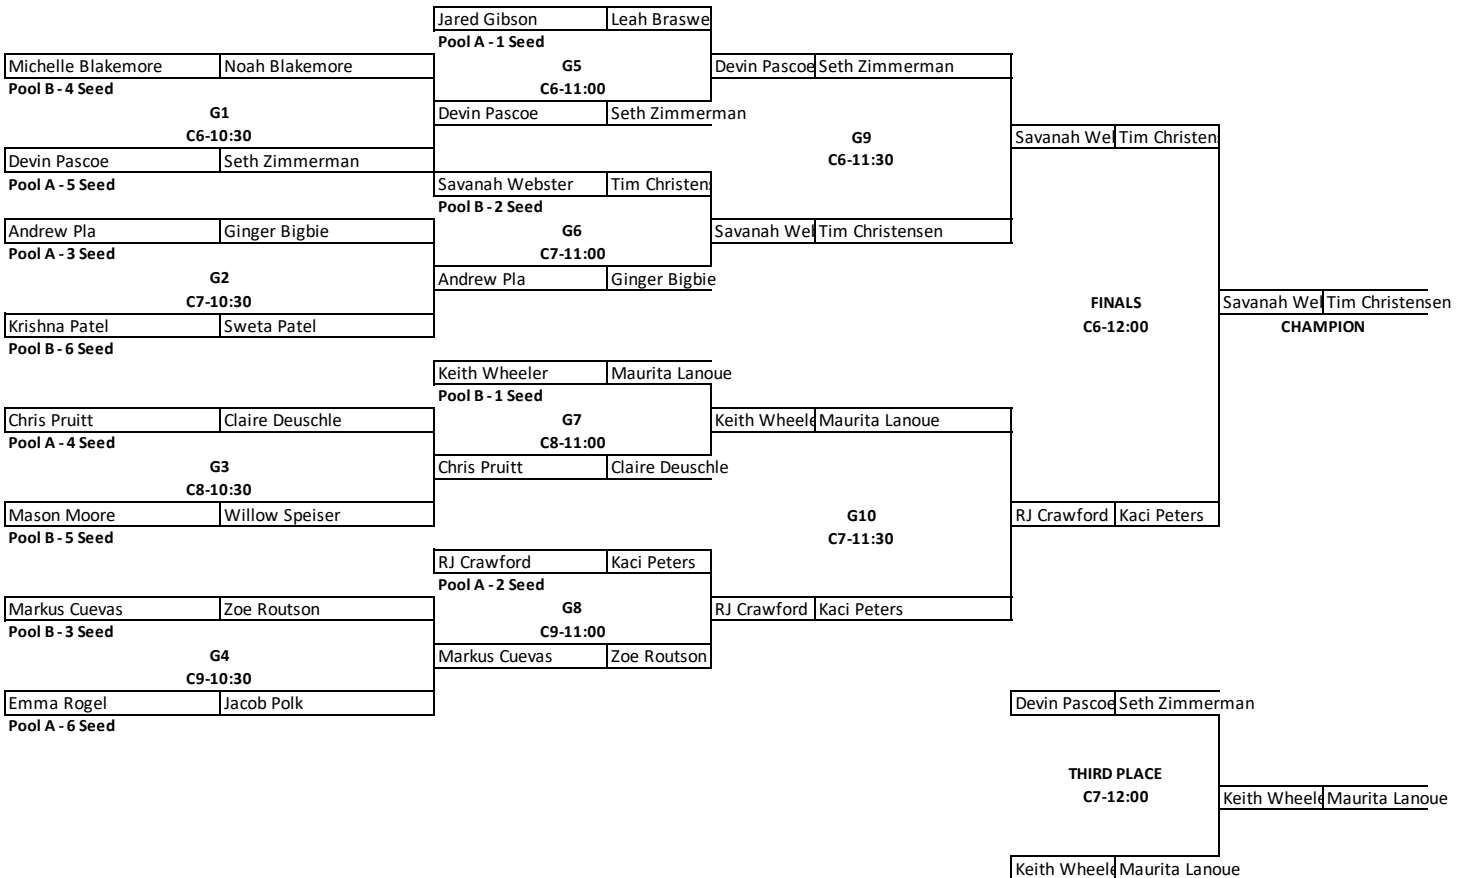 Jared Gibson Leah Braswe
Pool A - 1 Seed
Michelle Blakemore Noah Blakemore G5 Devin Pascoe Seth Zimmerman
Pool B - 4 Seed C6-11:00
G1 Devin Pascoe Seth Zimmerman
C6-10:30 G9 Savanah Wel Tim Christens
Devin Pascoe Seth Zimmerman C6-11:30
Pool A - 5 Seed Savanah Webster Tim Christens
Pool B - 2 Seed
Andrew Pla Ginger Bigbie G6 Savanah Wel Tim Christensen
Pool A - 3 Seed C7-11:00
G2 Andrew Pla Ginger Bigbie
C7-10:30 FINALS Savanah Wel Tim Christensen
Krishna Patel Sweta Patel C6-12:00 CHAMPION
Pool B - 6 Seed
Keith Wheeler Maurita Lanoue
Pool B - 1 Seed
Chris Pruitt Claire Deuschle G7 Keith Wheele Maurita Lanoue
Pool A - 4 Seed C8-11:00
G3 Chris Pruitt Claire Deuschle
C8-10:30
Mason Moore Willow Speiser G10 RJ Crawford Kaci Peters
Pool B - 5 Seed C7-11:30
RJ Crawford Kaci Peters
Pool A - 2 Seed
Markus Cuevas Zoe Routson G8 RJ Crawford Kaci Peters
Pool B - 3 Seed C9-11:00
G4 Markus Cuevas Zoe Routson
C9-10:30
Emma Rogel Jacob Polk Devin Pascoe Seth Zimmerman
Pool A - 6 Seed
THIRD PLACE
C7-12:00 Keith Wheele Maurita Lanoue
Keith Wheele Maurita Lanoue